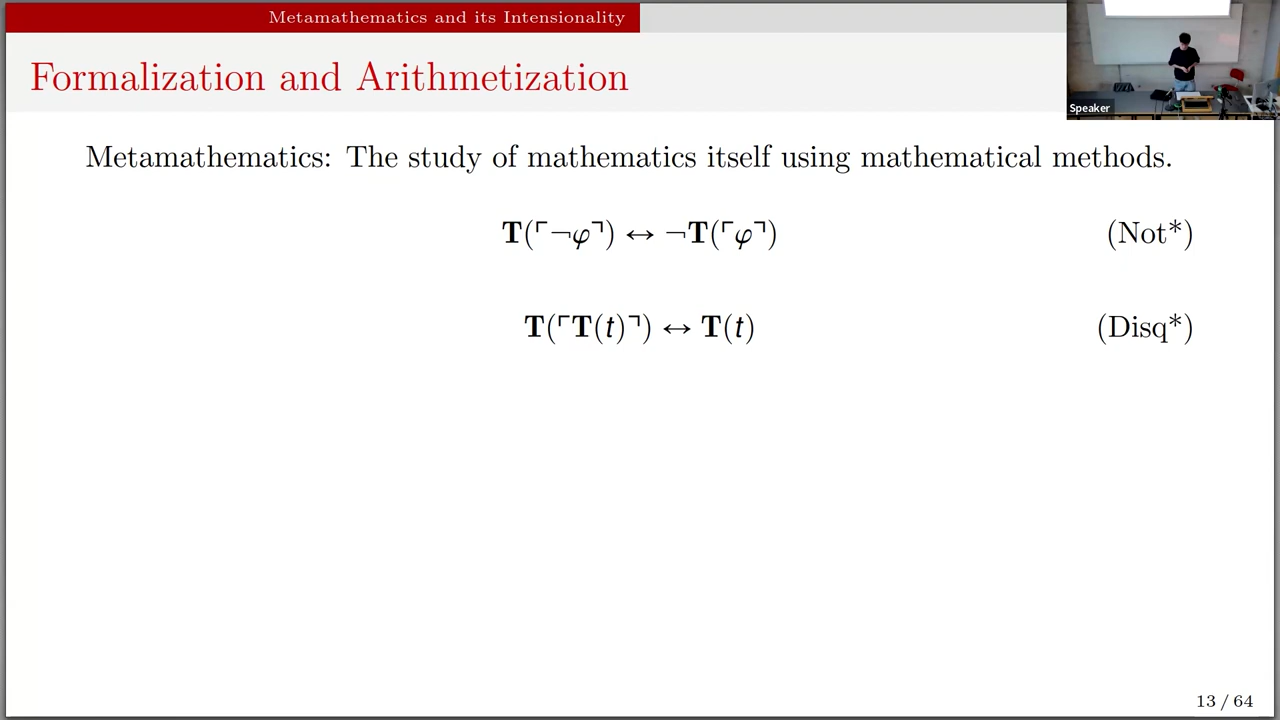 Metamathematics and its Intensionality
Formalization and Arithmetization
Speaker
Metamathematics: The study of mathematics itself using mathematical methods.
T(⌜¬φ⌝) ↔ ¬T(⌜φ⌝) (Not*)
T(⌜T(t)⌝) ↔ T(t) (Disq*)
13 / 64